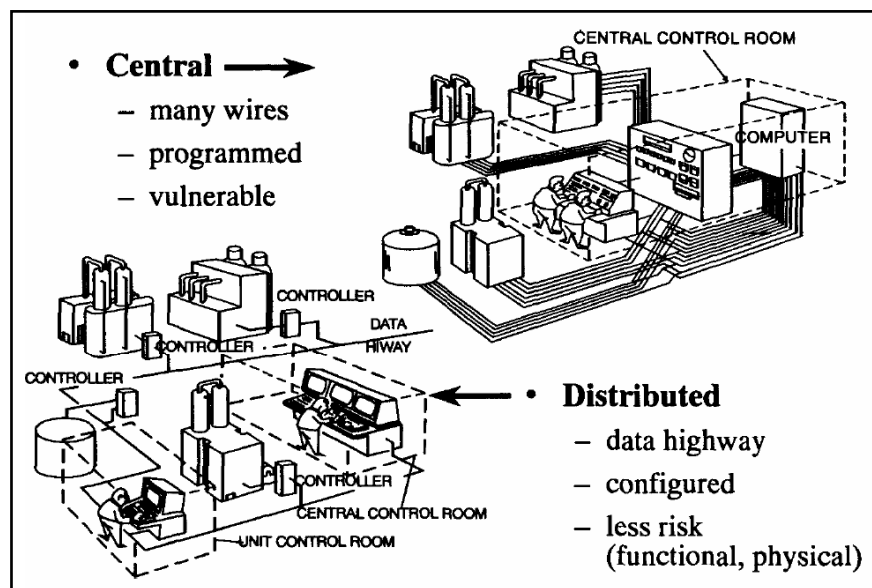 • Central
– many wires
– programmed
– vulnerable
CENTRAL CONTROL ROOM
COMPUTER
CONTROLLER
CONTROLLER
DATA
HIWAY
CONTROLLER
CONTROLLER
CENTRAL CONTROL ROOM
UNIT CONTROL ROOM
• Distributed
– data highway
– configured
– less risk
(functional, physical)